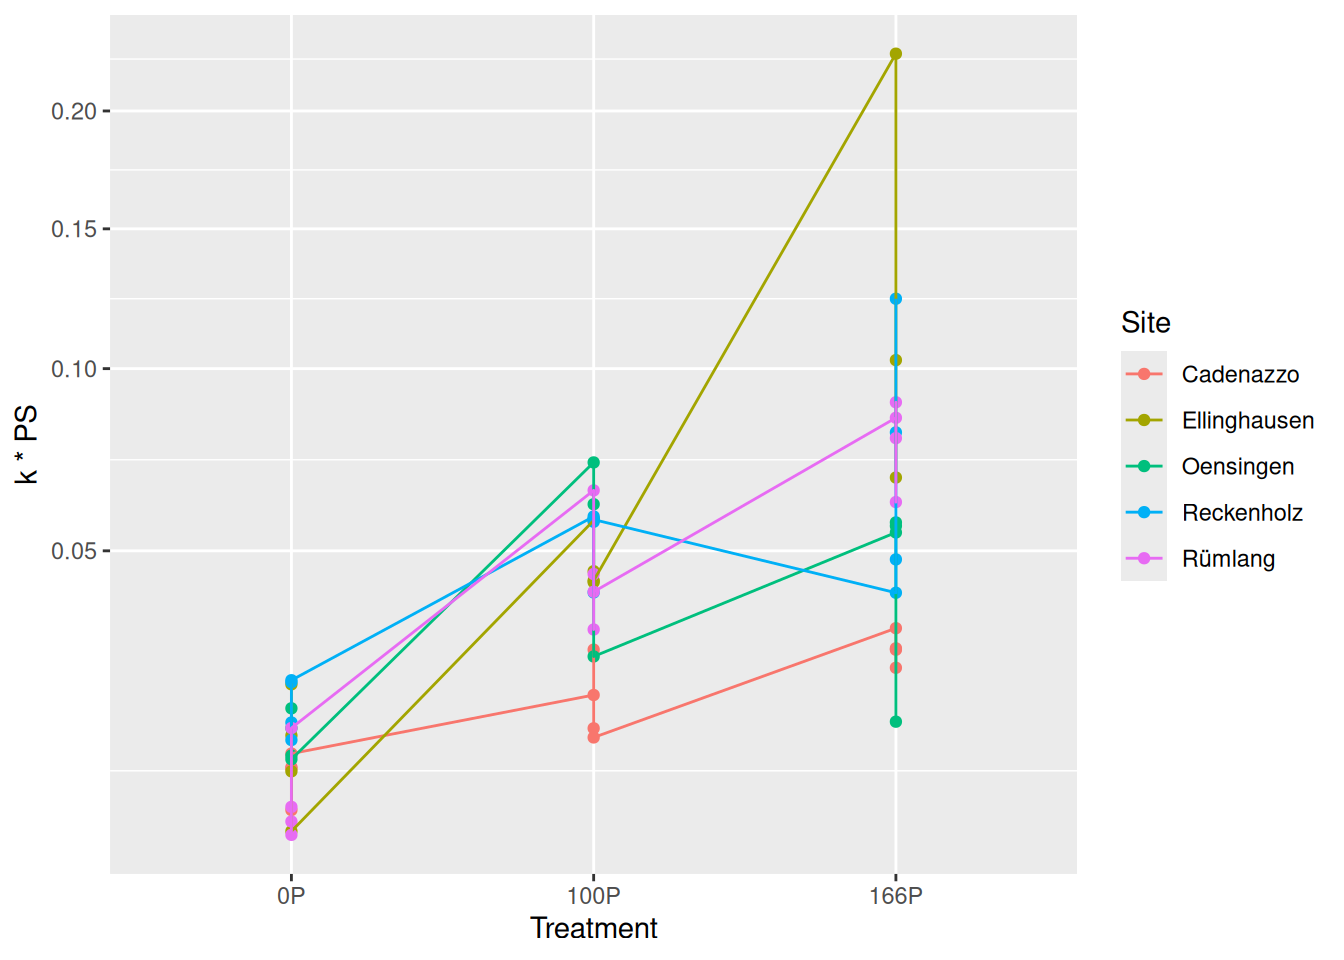 0.20
0.15
0.10
0.05
k * PS
0P
100P
166P
Treatment
Site
Cadenazzo
Ellinghausen
Oensingen
Reckenholz
Rümlang